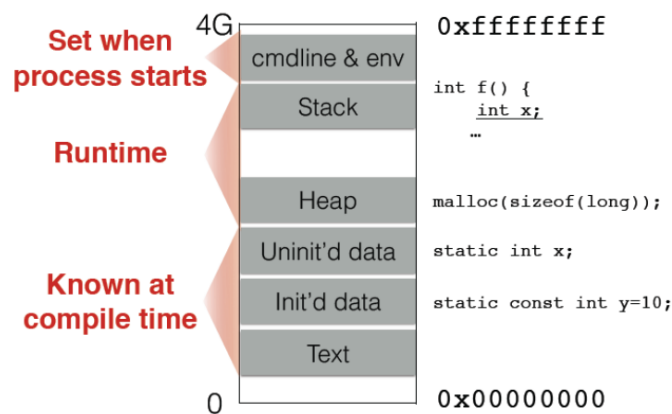 4G
0xffffffff
Set when
process starts
cmdline & env
Stack
int f() {
int x;
…
Runtime
Heap
malloc(sizeof(long));
Uninit'd data
static int x;
Known at
compile time
Init'd data
static const int y=10;
Text
0
0x00000000